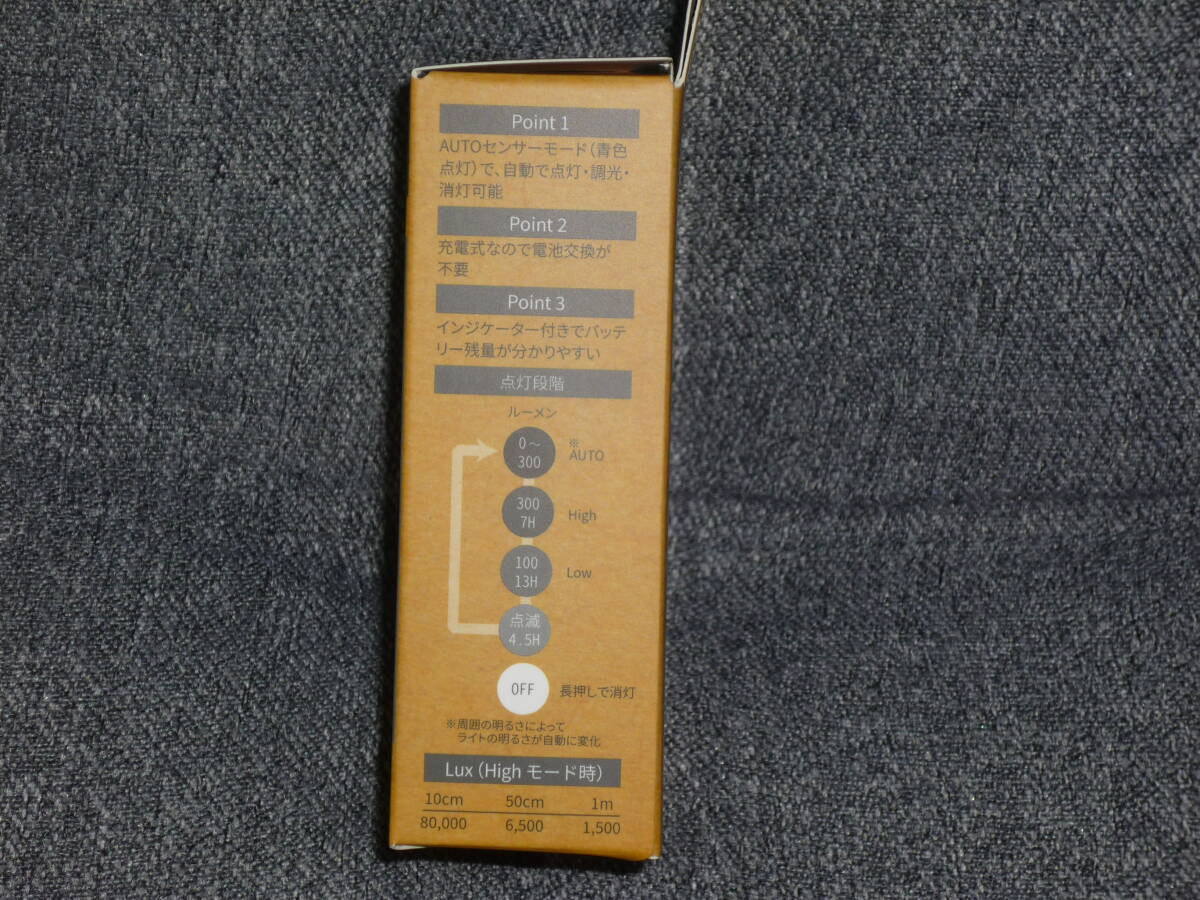 Point 1
AUTOセンサーモード（青色
点灯）で、自動で点灯・調光・
消灯可能
Point 2
充電式なので電池交換が
不要
Point 3
インジケーター付きでバッテ
リー残量が分かりやすい
点灯段階
ルーメン
0〜
300
※
AUTO
300
7H
High
100
13H
Low
点滅
4.5H
OFF
長押しで消灯
※周囲の明るさによって
ライトの明るさが自動に変化
Lux（High モード時）
10cm 50cm 1m
80,000 6,500 1,500